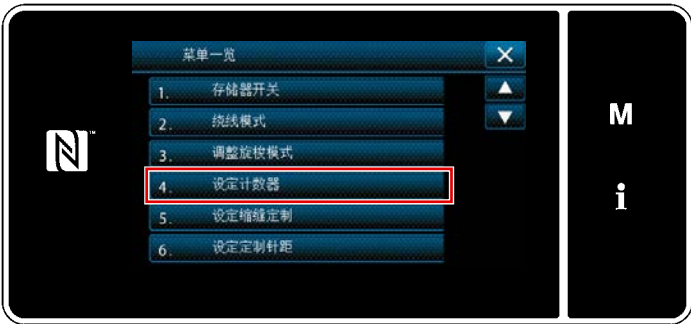 菜单一览
1. 存储器开关
2. 绕线模式
3. 调整旋梭模式
4. 设定计数器
5. 设定缩缝定制
6. 设定定制针距
M
i